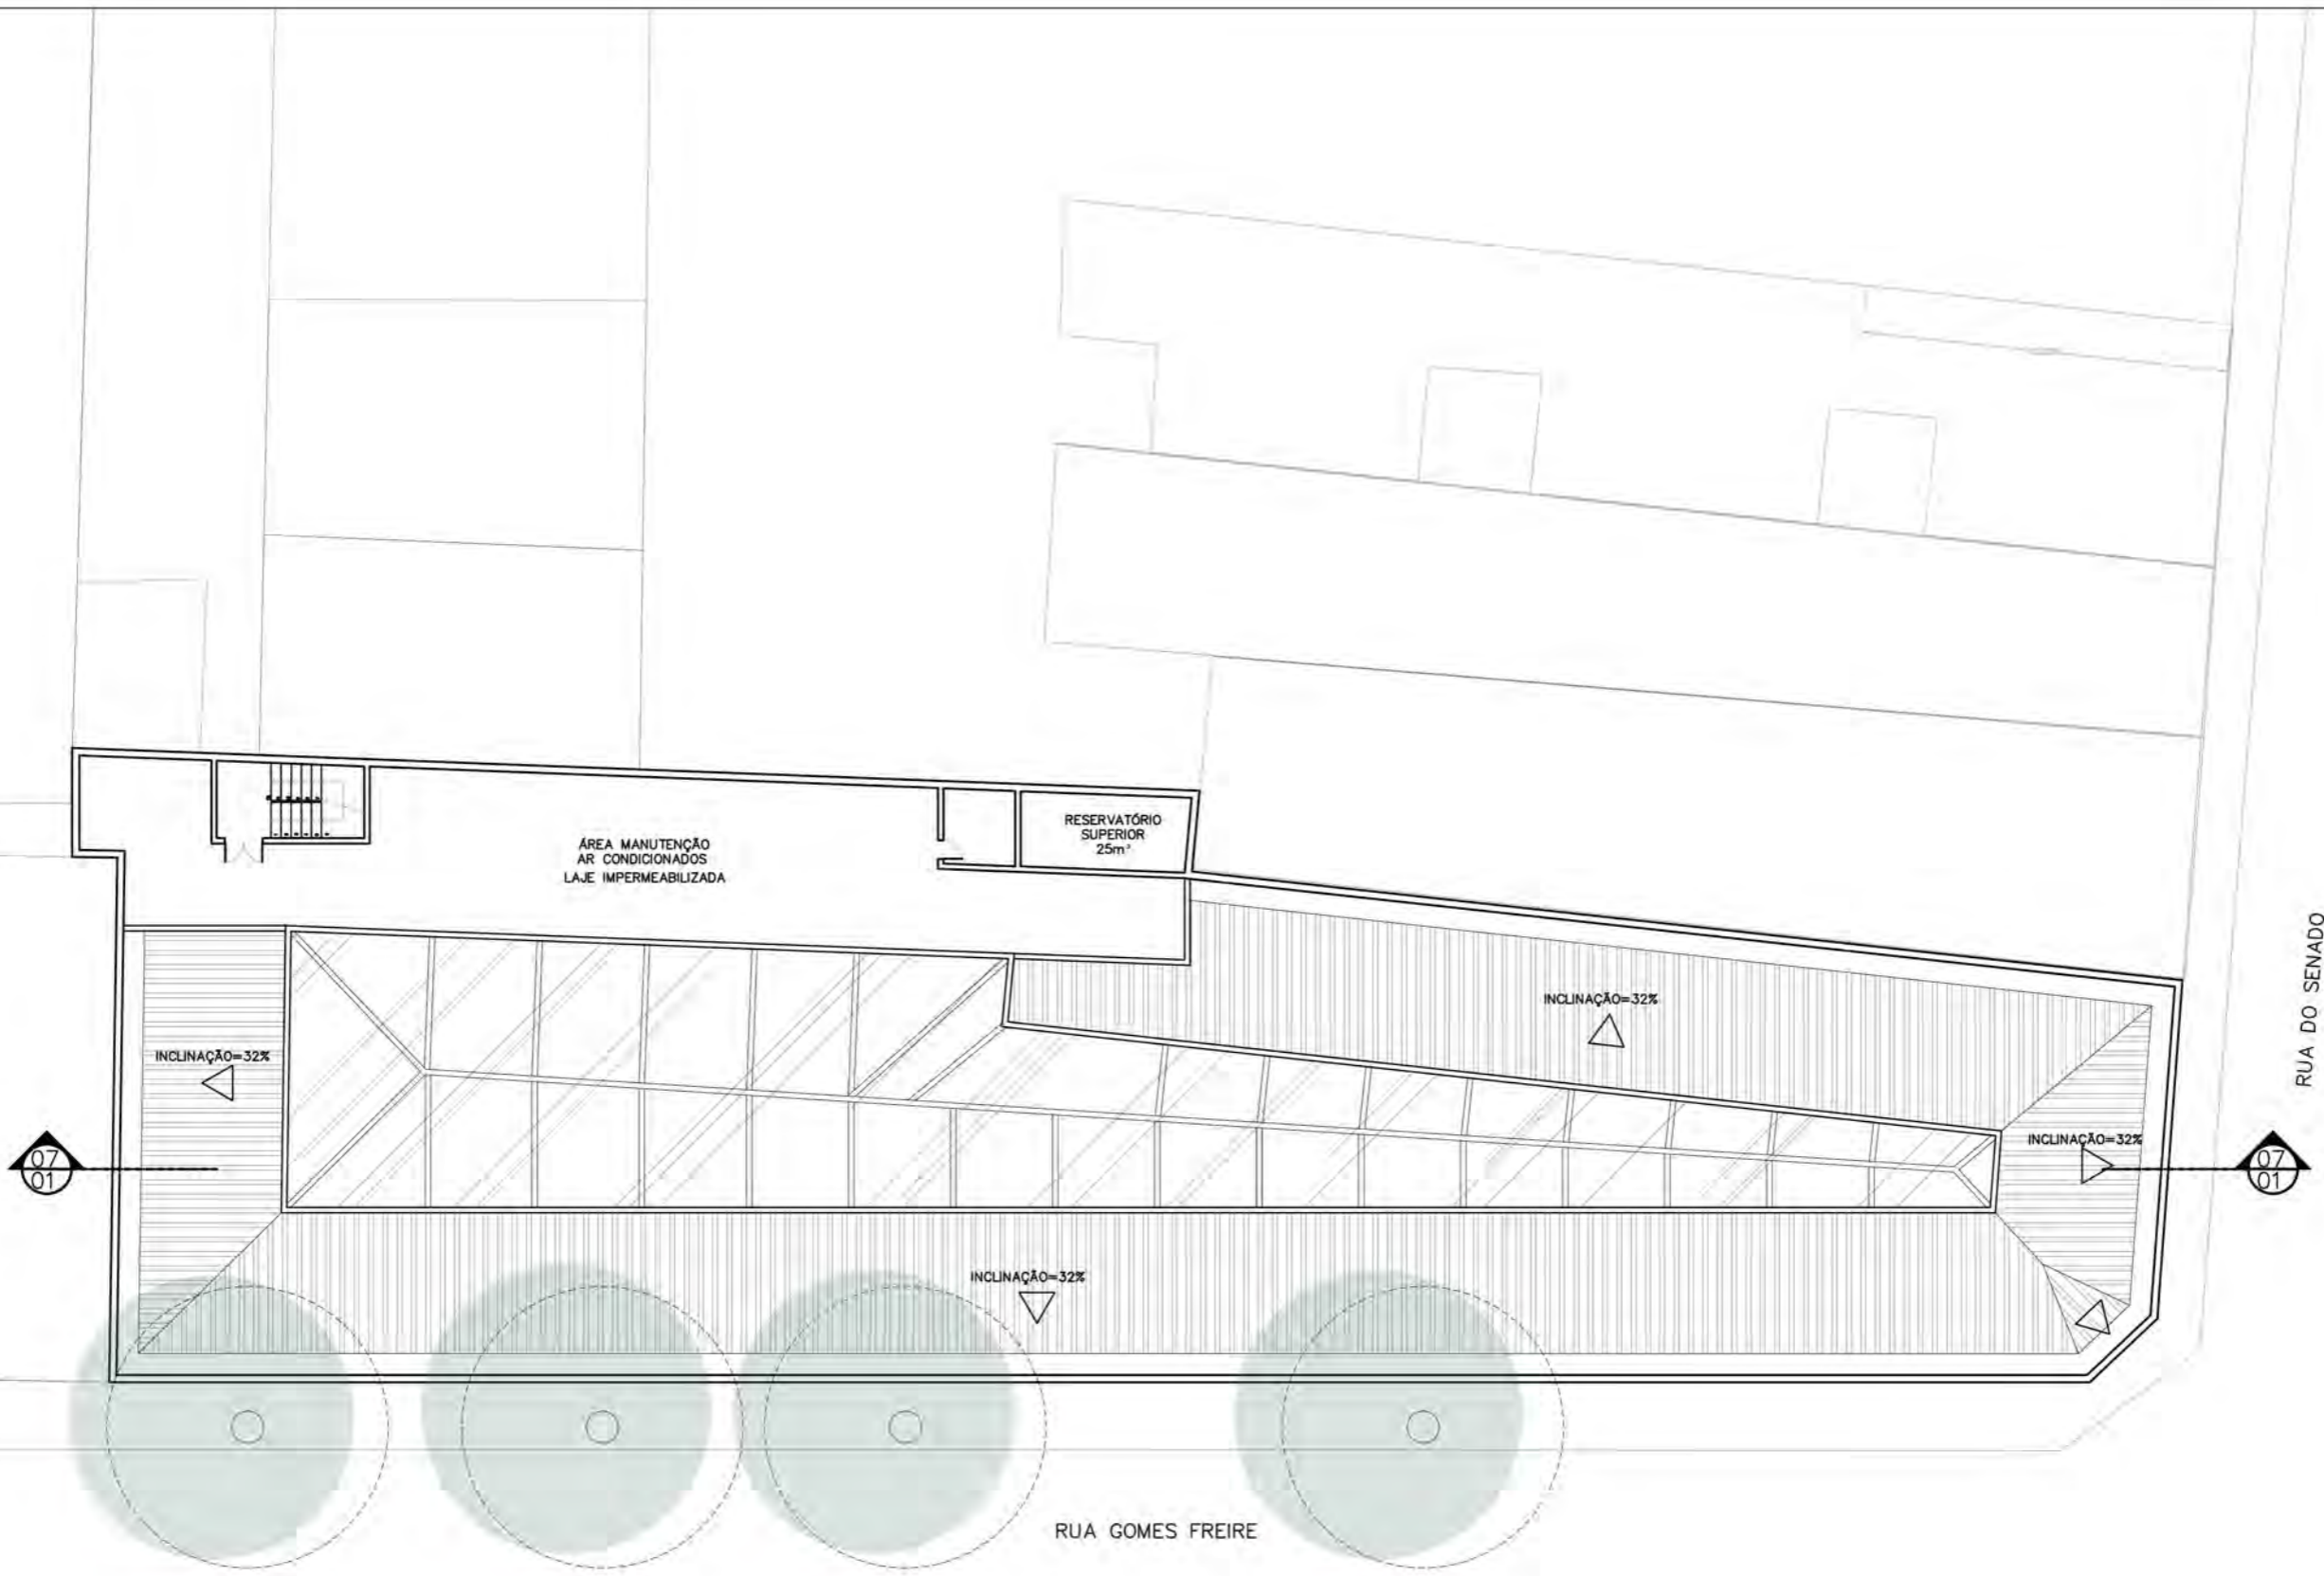 RESERVATÓRIO
SUPERIOR
25m³
ÁREA MANUTENÇÃO
AR CONDICIONADOS
LAJE IMPERMEABILIZADA
RUA DO SENADO
INCLINAÇÃO=32%
INCLINAÇÃO=32%
INCLINAÇÃO=32%
07
01
07
01
INCLINAÇÃO=32%
RUA GOMES FREIRE